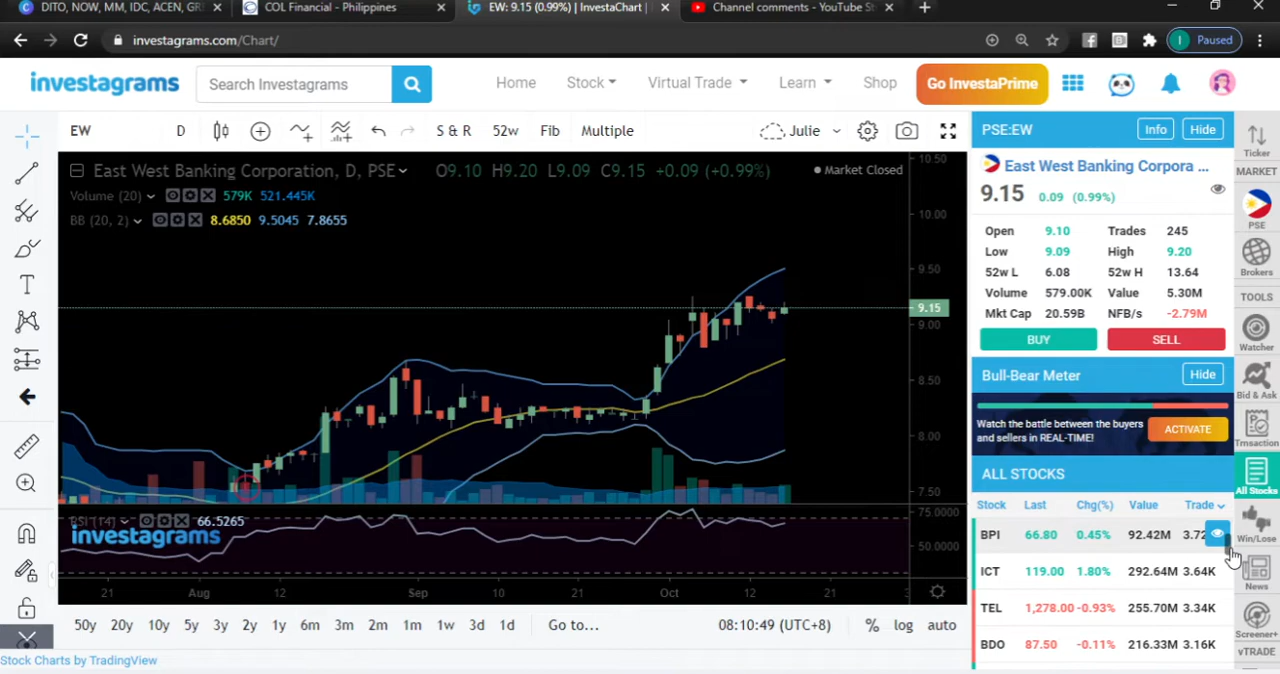 DITO, NOW, MM, IDC, ACEN, GRE
COL Financial - Philippines
EW: 9.15 (0.99%) | InvestaChart |
Channel comments - YouTube St
investagrams.com/Chart/
I Paused
investagrams
Search Investagrams
Home Stock Virtual Trade Learn Shop
Go InvestaPrime
EW D S & R 52w Fib Multiple Julie
East West Banking Corporation, D, PSE O9.10 H9.20 L9.09 C9.15 +0.09 (+0.99%)
Market Closed
Volume (20) 579K 521.445K
BB (20, 2) 8.6850 9.5045 7.8655
10.50
10.00
9.50
9.15
9.00
8.50
8.00
7.50
RSI (14) 66.5265
investagrams
75.0000
50.0000
21 Aug 12 Sep 10 21 Oct 12 21
50y 20y 10y 5y 3y 2y 1y 6m 3m 2m 1m 1w 3d 1d Go to... 08:10:49 (UTC+8) % log auto
Stock Charts by TradingView
PSE:EW Info Hide
East West Banking Corpora ...
9.15 0.09 (0.99%)
Open 9.10 Trades 245
Low 9.09 High 9.20
52w L 6.08 52w H 13.64
Volume 579.00K Value 5.30M
Mkt Cap 20.59B NFB/s -2.79M
BUY SELL
Bull-Bear Meter Hide
Watch the battle between the buyers
and sellers in REAL-TIME!
ACTIVATE
ALL STOCKS
Stock Last Chg(%) Value Trade
BPI 66.80 0.45% 92.42M 3.72
ICT 119.00 1.80% 292.64M 3.64K
TEL 1,278.00 -0.93% 255.70M 3.34K
BDO 87.50 -0.11% 216.33M 3.16K
Ticker
MARKET
PSE
Brokers
TOOLS
Watcher
Bid & Ask
Trnsaction
All Stocks
Win/Lose
News
Screener+
vTRADE